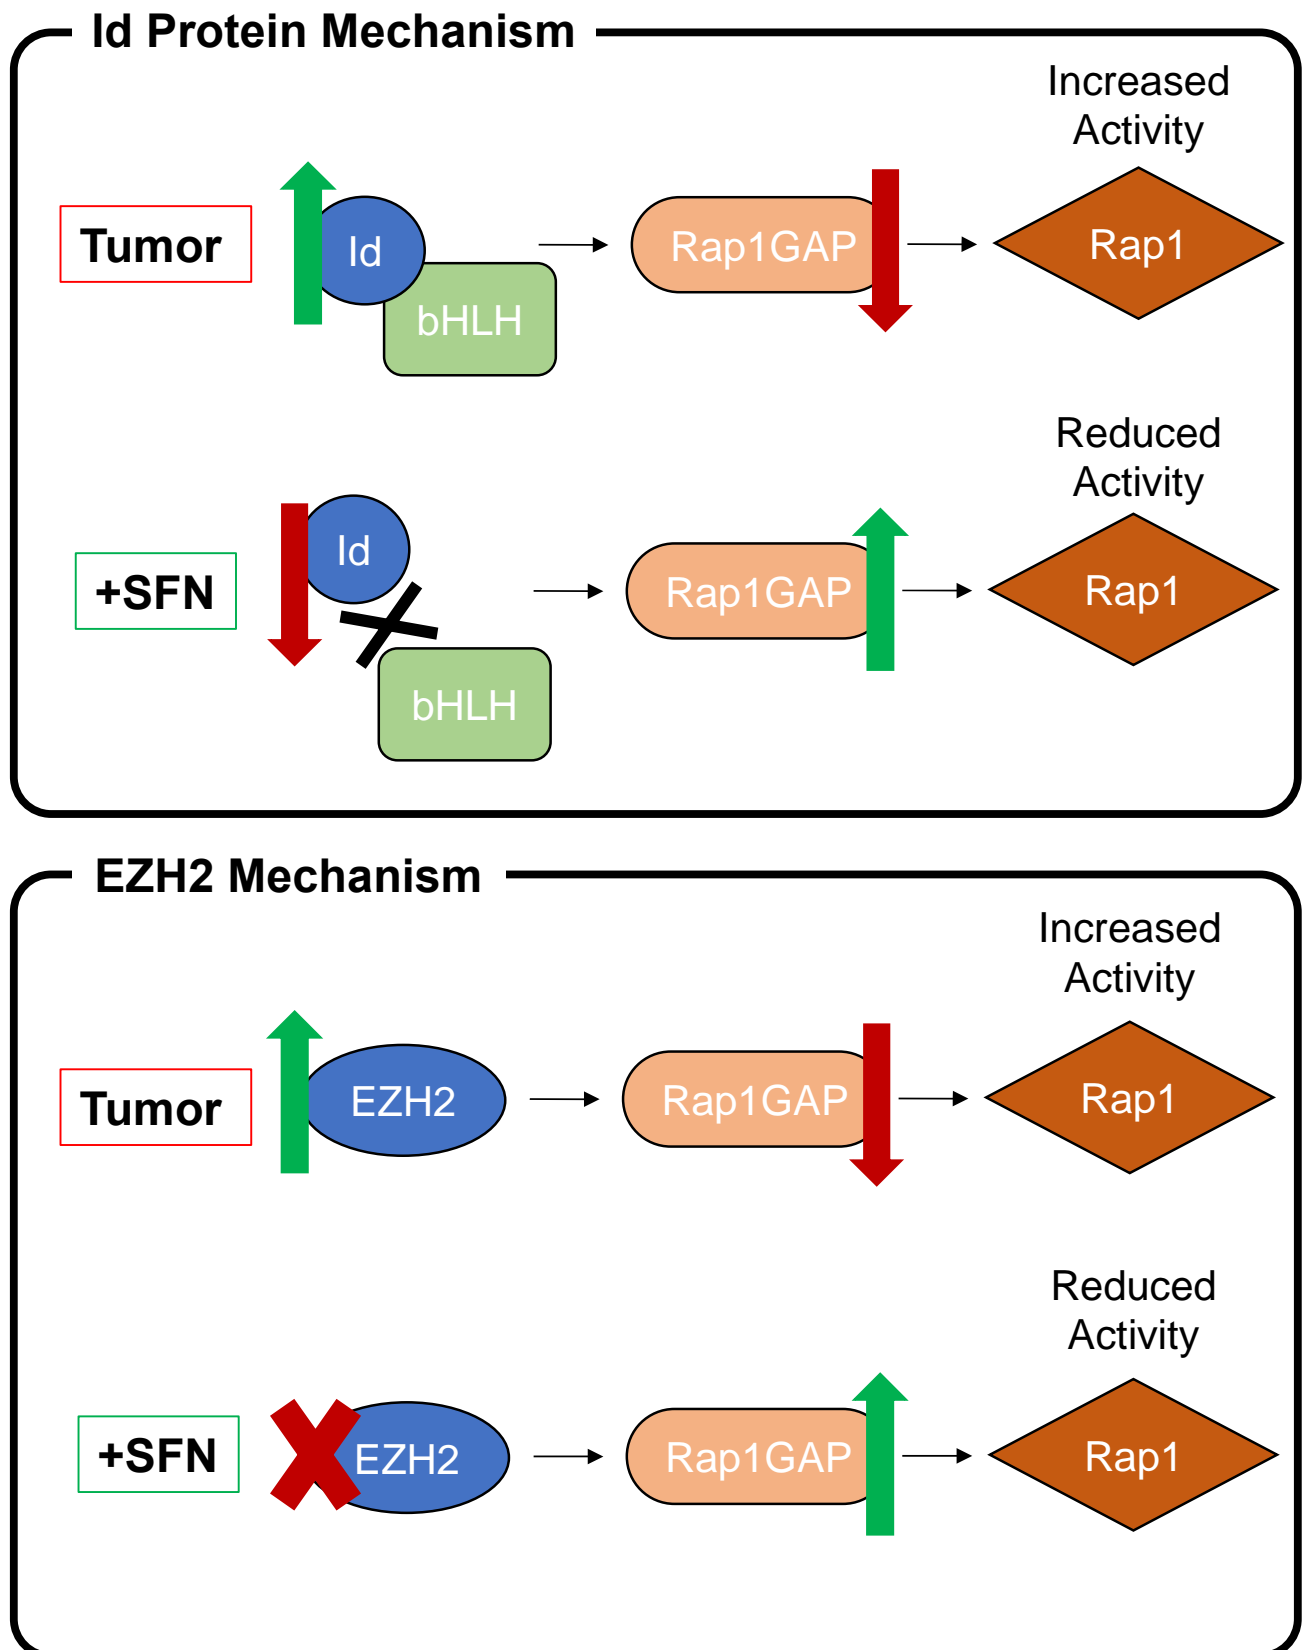 Id Protein Mechanism
Increased
Activity
Tumor
Id
bHLH
Rap1GAP
Rap1
Reduced
Activity
+SFN
Id
bHLH
Rap1GAP
Rap1
EZH2 Mechanism
Increased
Activity
Tumor
EZH2
Rap1GAP
Rap1
Reduced
Activity
+SFN
EZH2
Rap1GAP
Rap1